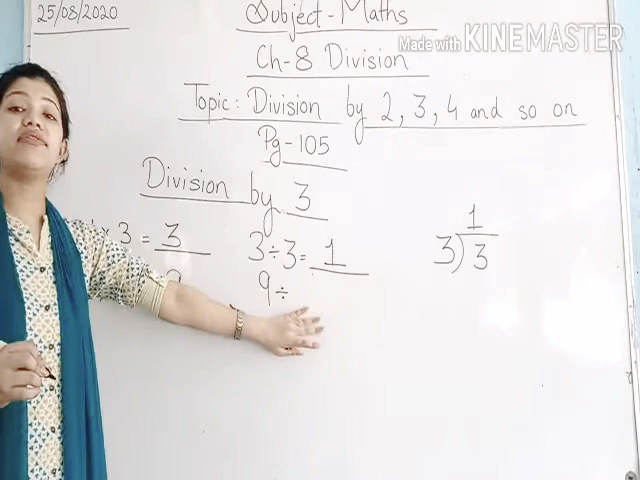 25/08/2020
Subject - Maths
Made with KINEMASTER
Ch-8 Division
Topic: Division by 2, 3, 4 and so on
Pg - 105
Division by 3
× 3 = 3
3 ÷ 3 = 1
9 ÷
1
3) 3